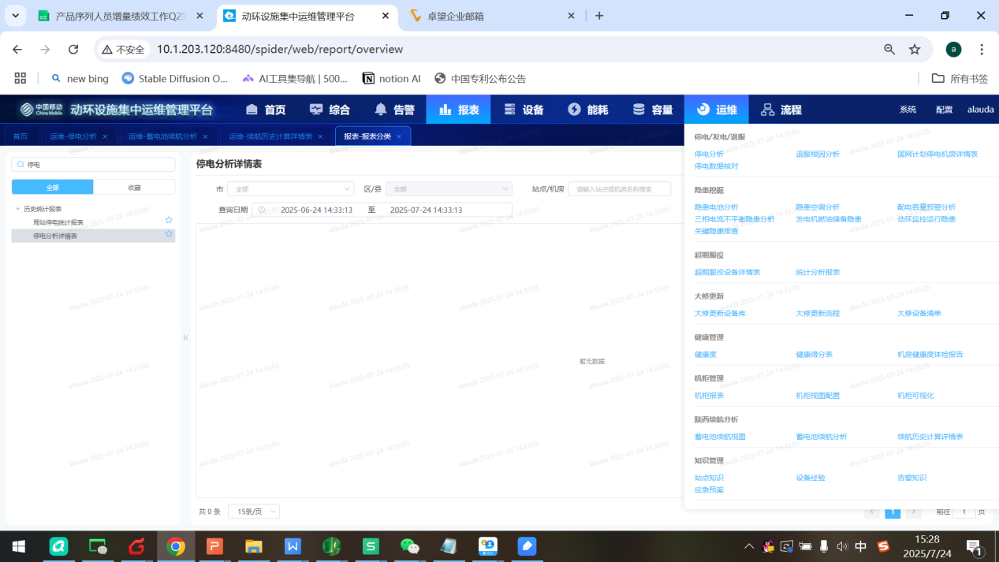 产品序列人员增量绩效工作Q25
动环设施集中运维管理平台
卓望企业邮箱
不安全
10.1.203.120:8480/spider/web/report/overview
a
new bing
Stable Diffusion O...
AI工具集导航 | 500...
notion AI
中国专利公布公告
所有书签
中国移动
China Mobile
动环设施集中运维管理平台
首页
综合
告警
报表
设备
能耗
容量
运维
流程
系统
配置
alauda
首页
运维-停电分析
运维-蓄电池续航分析
运维-续航历史计算详情表
报表-报表分类
停电
全部
收藏
历史统计报表
局站停电统计报表
停电分析详情表
停电分析详情表
市
全部
区/县
全部
站点/机房
请输入站点或机房名称搜索
查询日期
2025-06-24 14:33:13
至
2025-07-24 14:33:13
暂无数据
共 0 条
15条/页
停电/发电/退服
停电分析
退服根因分析
国网计划停电机房详情表
停电数据核对
隐患挖掘
隐患电池分析
隐患空调分析
配电容量预警分析
三相电流不平衡隐患分析
发电机燃油储备隐患
动环监控运行隐患
关键隐患排查
超期服役
超期服役设备详情表
统计分析报表
大修更新
大修更新设备库
大修更新流程
大修设备清单
健康管理
健康度
健康得分表
机房健康度体检报告
机柜管理
机柜报表
机柜视图配置
机柜可视化
陕西续航分析
蓄电池续航视图
蓄电池续航分析
续航历史计算详情表
知识管理
站点知识
设备经验
告警知识
应急预案
1
前往
1
页
alauda 2025-07-24 14:33:05
中
15:28
2025/7/24
1